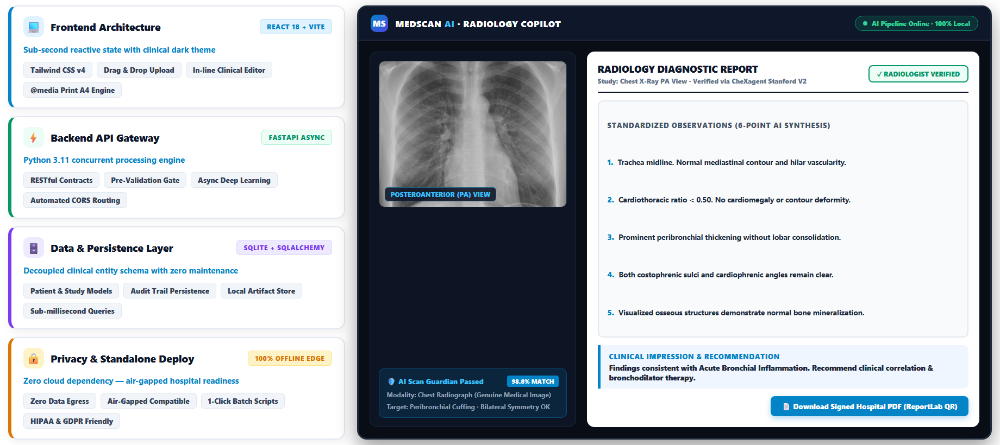 Frontend Architecture
REACT 18 + VITE
Sub-second reactive state with clinical dark theme
Tailwind CSS v4
Drag & Drop Upload
In-line Clinical Editor
@media Print A4 Engine
Backend API Gateway
FASTAPI ASYNC
Python 3.11 concurrent processing engine
RESTful Contracts
Pre-Validation Gate
Async Deep Learning
Automated CORS Routing
Data & Persistence Layer
SQLITE + SQLALCHEMY
Decoupled clinical entity schema with zero maintenance
Patient & Study Models
Audit Trail Persistence
Local Artifact Store
Sub-millisecond Queries
Privacy & Standalone Deploy
100% OFFLINE EDGE
Zero cloud dependency — air-gapped hospital readiness
Zero Data Egress
Air-Gapped Compatible
1-Click Batch Scripts
HIPAA & GDPR Friendly
MS
MEDSCAN AI · RADIOLOGY COPILOT
AI Pipeline Online · 100% Local
POSTEROANTERIOR (PA) VIEW
AI Scan Guardian Passed
98.8% MATCH
Modality: Chest Radiograph (Genuine Medical Image)
Target: Peribronchial Cuffing · Bilateral Symmetry OK
RADIOLOGY DIAGNOSTIC REPORT
Study: Chest X-Ray PA View · Verified via CheXagent Stanford V2
✓ RADIOLOGIST VERIFIED
STANDARDIZED OBSERVATIONS (6-POINT AI SYNTHESIS)
1. Trachea midline. Normal mediastinal contour and hilar vascularity.
2. Cardiothoracic ratio < 0.50. No cardiomegaly or contour deformity.
3. Prominent peribronchial thickening without lobar consolidation.
4. Both costophrenic sulci and cardiophrenic angles remain clear.
5. Visualized osseous structures demonstrate normal bone mineralization.
CLINICAL IMPRESSION & RECOMMENDATION
Findings consistent with Acute Bronchial Inflammation. Recommend clinical correlation &
bronchodilator therapy.
Download Signed Hospital PDF (ReportLab QR)